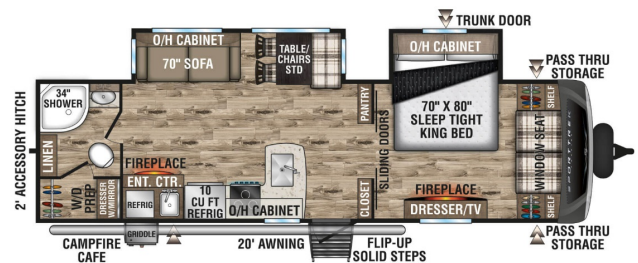 TRUNK DOOR
O/H CABINET
70" SOFA
TABLE/
CHAIRS
STD
O/H CABINET
PASS THRU
STORAGE
2' ACCESSORY HITCH
34"
SHOWER
LINEN
PANTRY
SLIDING DOORS
70" X 80"
SLEEP TIGHT
KING BED
SHELF
WINDOW SEAT
SPORTTREK
FIREPLACE
ENT. CTR.
W/D
PREP
DRESSER
W/MIRROR
REFRIG
10
CU FT
REFRIG
O/H CABINET
CLOSET
FIREPLACE
DRESSER/TV
SHELF
GRIDDLE
CAMPFIRE
CAFE
20' AWNING
FLIP-UP
SOLID STEPS
PASS THRU
STORAGE